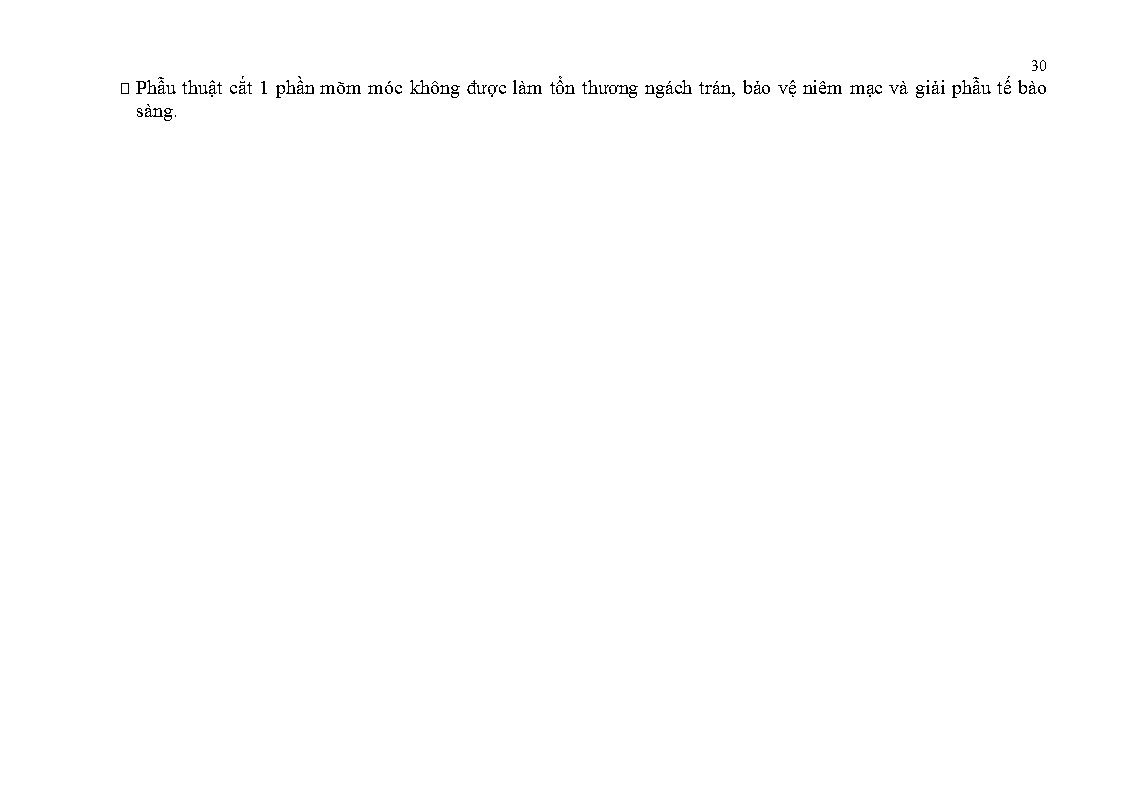 30
 Phẫu thuật cắt 1 phần mõm móc không được làm tổn thương ngách trán, bảo vệ niêm mạc và giải phẫu tế bào
sàng.